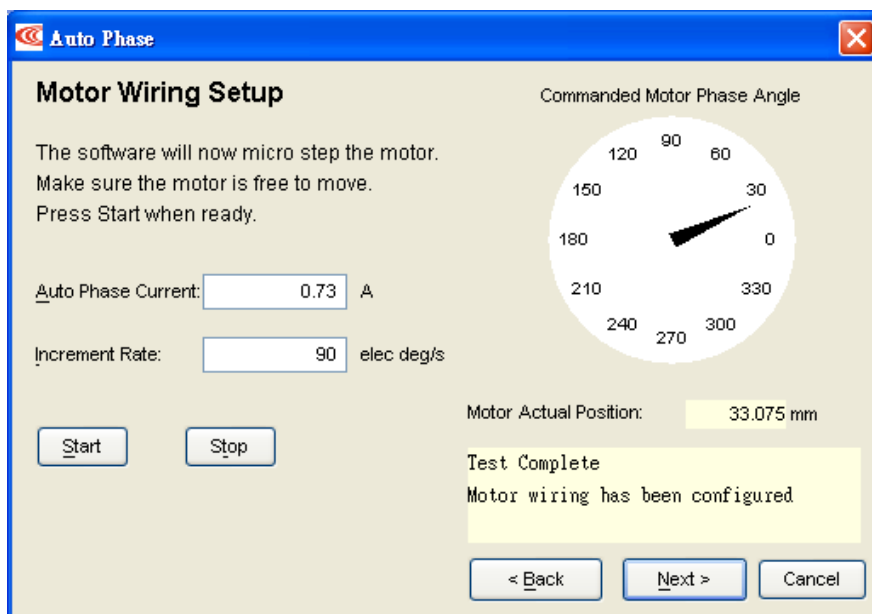 Auto Phase
Motor Wiring Setup
The software will now micro step the motor.
Make sure the motor is free to move.
Press Start when ready.
Auto Phase Current: 0.73 A
Increment Rate: 90 elec deg/s
Start Stop
Commanded Motor Phase Angle
90
120 60
150 30
180 0
210 330
240 300
270
Motor Actual Position: 33.075 mm
Test Complete
Motor wiring has been configured
< Back Next > Cancel